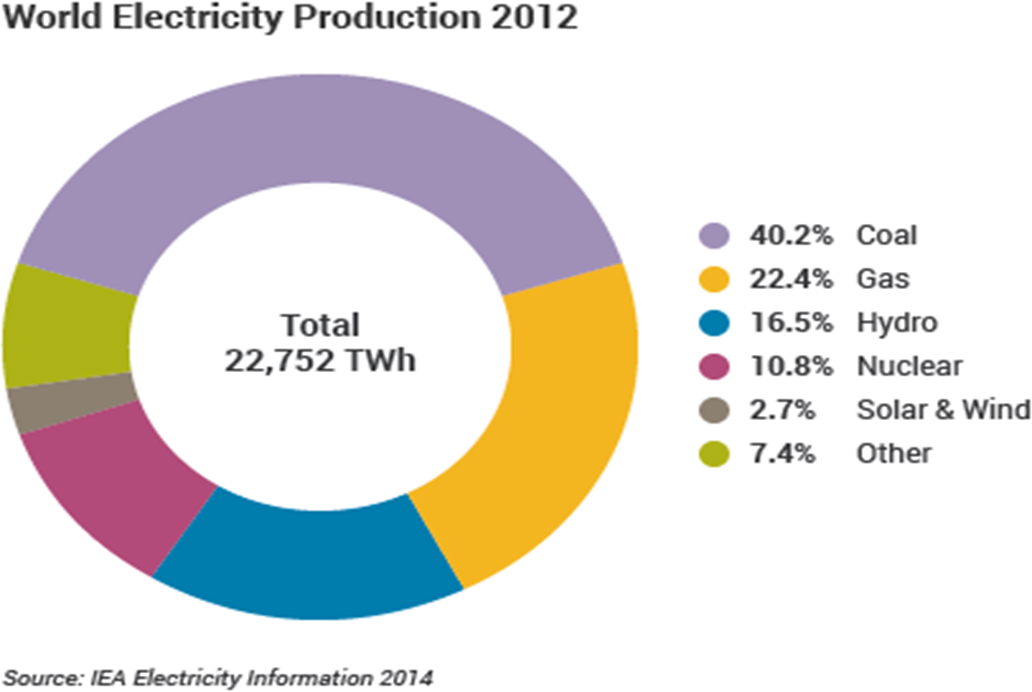 World Electricity Production 2012
Total
22,752 TWh
40.2% Coal
22.4% Gas
16.5% Hydro
10.8% Nuclear
2.7% Solar & Wind
7.4% Other
Source: IEA Electricity Information 2014